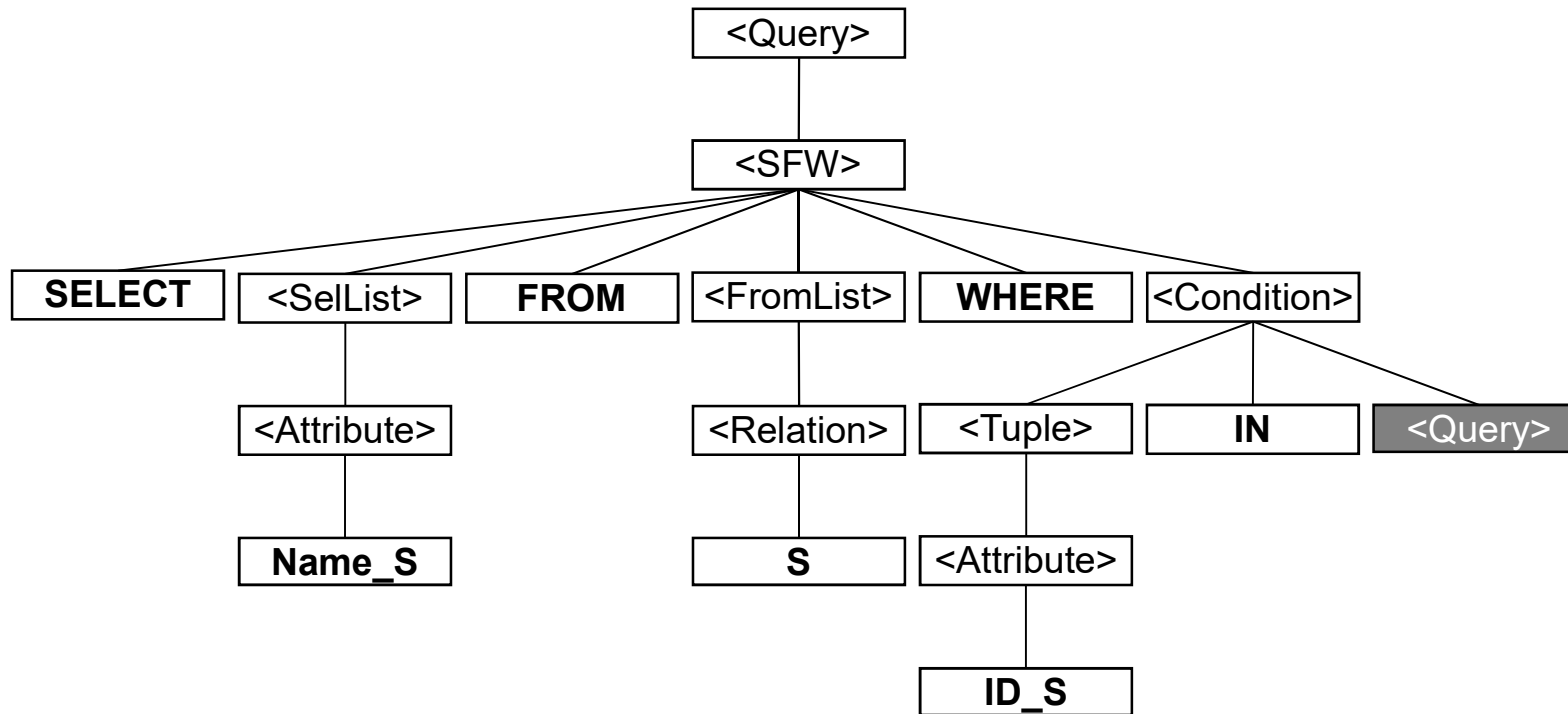 <Query>
<SFW>
SELECT <SelList> FROM <FromList> WHERE <Condition>
<Attribute> <Relation> <Tuple> IN <Query>
Name_S S <Attribute>
ID_S